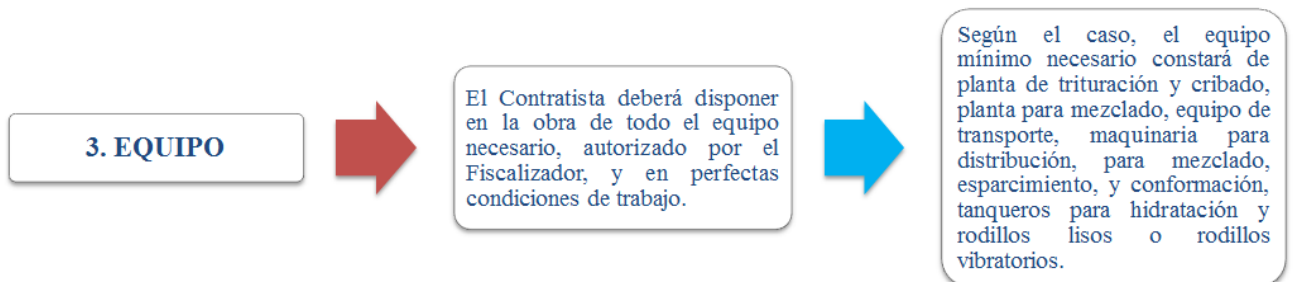 3. EQUIPO
El Contratista deberá disponer
en la obra de todo el equipo
necesario, autorizado por el
Fiscalizador, y en perfectas
condiciones de trabajo.
Según el caso, el equipo
mínimo necesario constará de
planta de trituración y cribado,
planta para mezclado, equipo de
transporte, maquinaria para
distribución, para mezclado,
esparcimiento, y conformación,
tanqueros para hidratación y
rodillos lisos o rodillos
vibratorios.